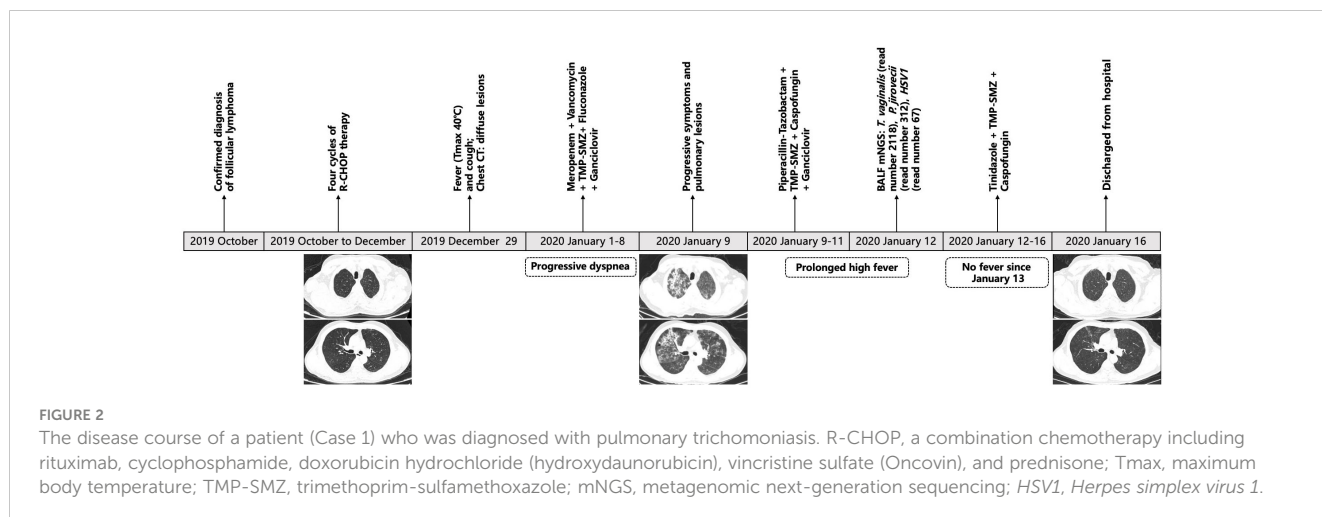 Confirmed diagnosis
of follicular lymphoma
Four cycles of
R-CHOP therapy
Fever (Tmax 40℃)
and cough;
Chest CT: diffuse lesions
Meropenem + Vancomycin
+ TMP-SMZ+ Fluconazole
+ Ganciclovir
Progressive symptoms and
pulmonary lesions
Piperacillin-Tazobactam +
TMP-SMZ + Caspofungin
+ Ganciclovir
BALF mNGS: T. vaginalis (read
number 2118), P. jirovecii
(read number 312), HSV1
(read number 67)
Tinidazole + TMP-SMZ +
Caspofungin
Discharged from hospital
2019 October
2019 October to December
2019 December 29
2020 January 1-8
2020 January 9
2020 January 9-11
2020 January 12
2020 January 12-16
2020 January 16
Progressive dyspnea
Prolonged high fever
No fever since
January 13
FIGURE 2
The disease course of a patient (Case 1) who was diagnosed with pulmonary trichomoniasis. R-CHOP, a combination chemotherapy including
rituximab, cyclophosphamide, doxorubicin hydrochloride (hydroxydaunorubicin), vincristine sulfate (Oncovin), and prednisone; Tmax, maximum
body temperature; TMP-SMZ, trimethoprim-sulfamethoxazole; mNGS, metagenomic next-generation sequencing; HSV1, Herpes simplex virus 1.